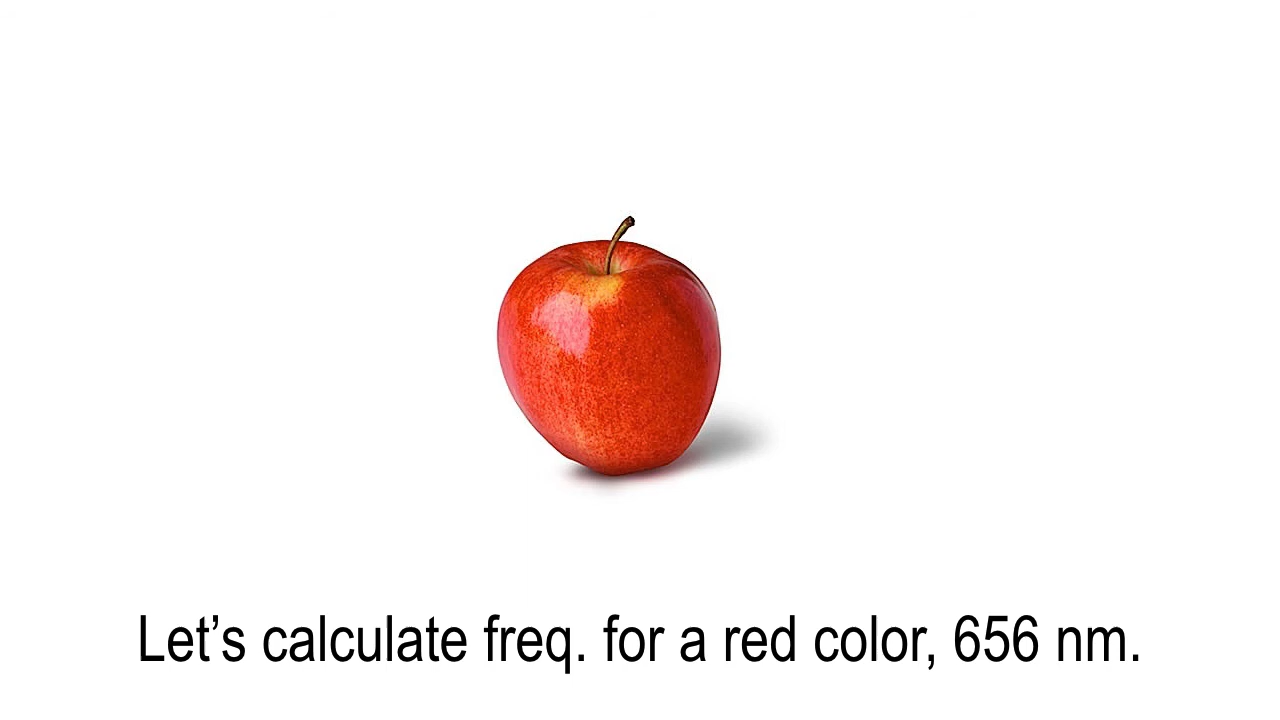 Let’s calculate freq. for a red color, 656 nm.